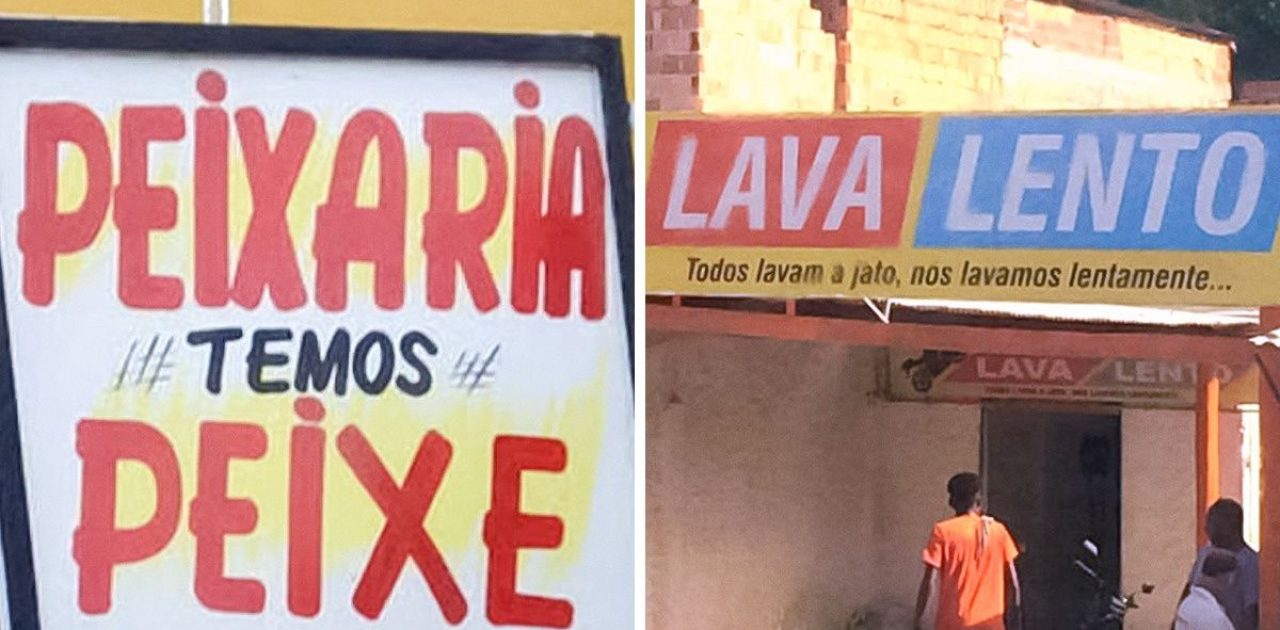 PEIXARIA
## TEMOS #
PEIXE
LAVA LENTO
Todos lavam a jato, nos lavamos lentamente...
LAVA LENTO